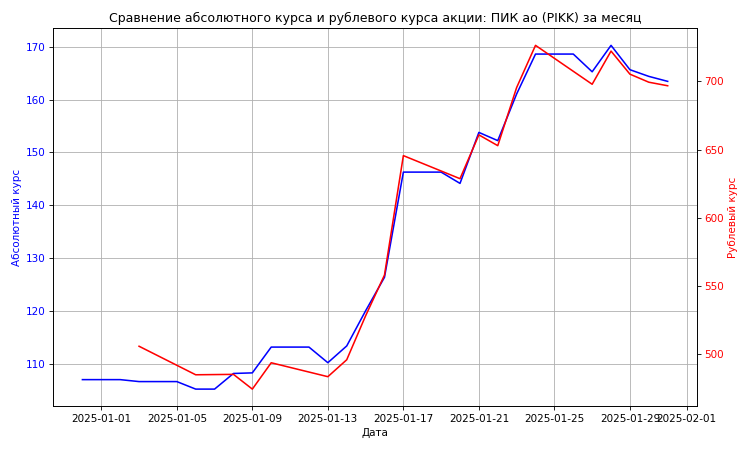 Сравнение абсолютного курса и рублевого курса акции: ПИК ао (PIKK) за месяц
170
160
150
140
130
120
110
Абсолютный курс
700
650
600
550
500
Рублевый курс
2025-01-01 2025-01-05 2025-01-09 2025-01-13 2025-01-17 2025-01-21 2025-01-25 2025-01-29 2025-02-01
Дата